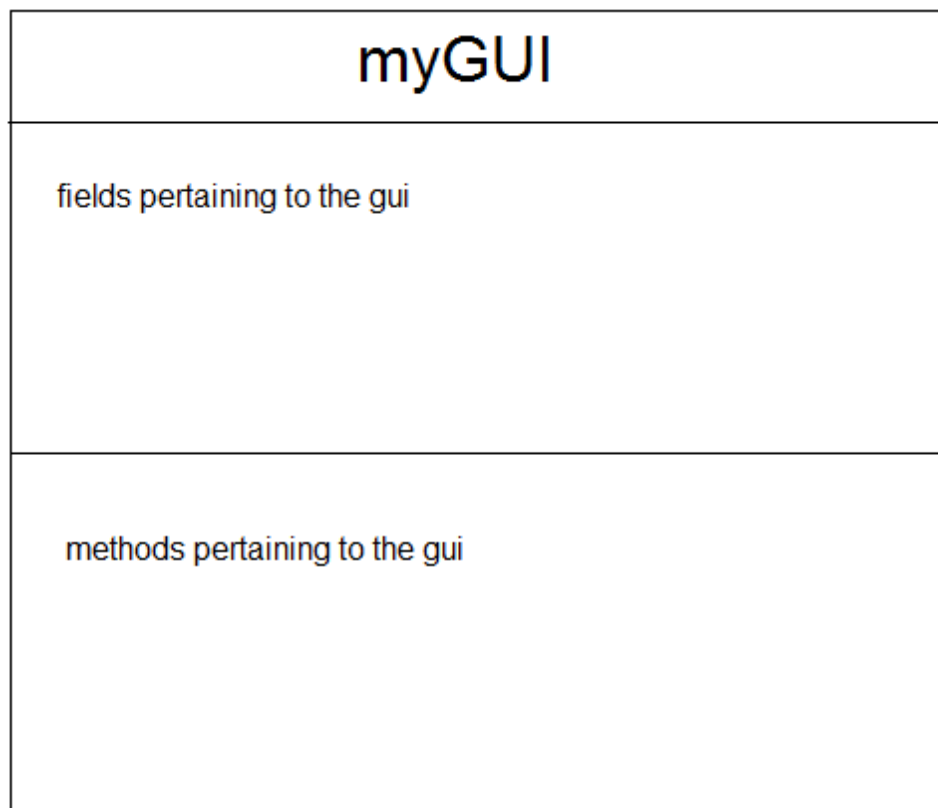 myGUI
fields pertaining to the gui
methods pertaining to the gui